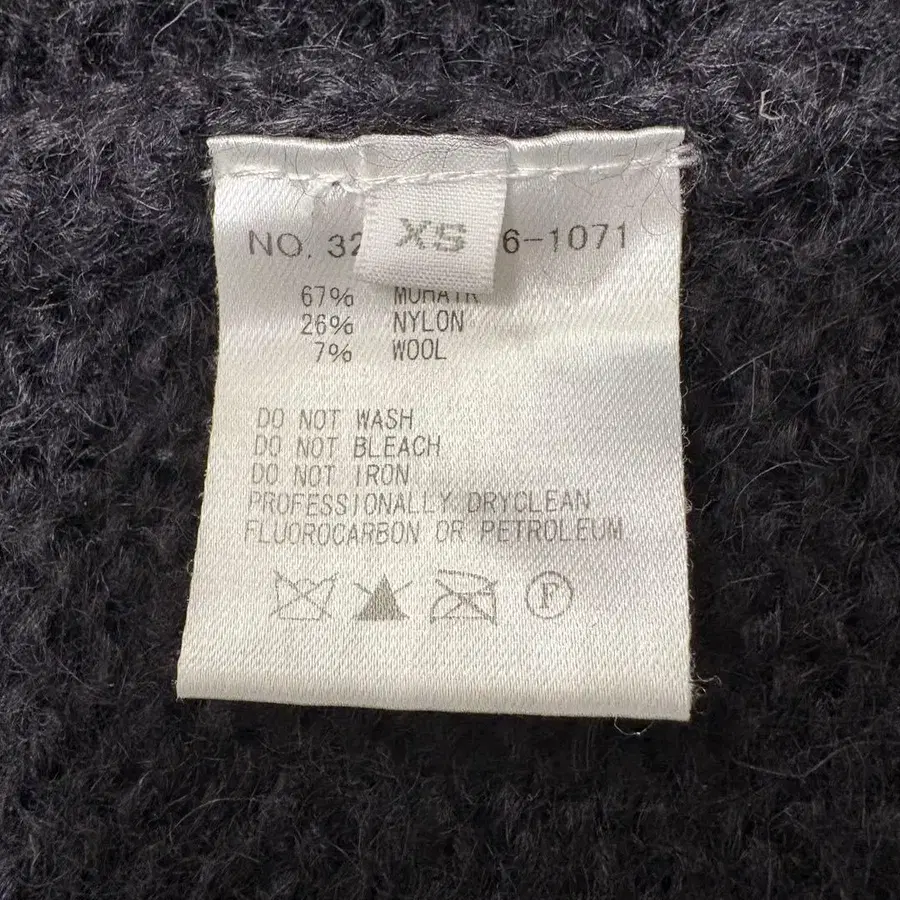 XS
NO. 32 6-1071
67% MOHAIR
26% NYLON
7% WOOL
DO NOT WASH
DO NOT BLEACH
DO NOT IRON
PROFESSIONALLY DRYCLEAN
FLUOROCARBON OR PETROLEUM
F